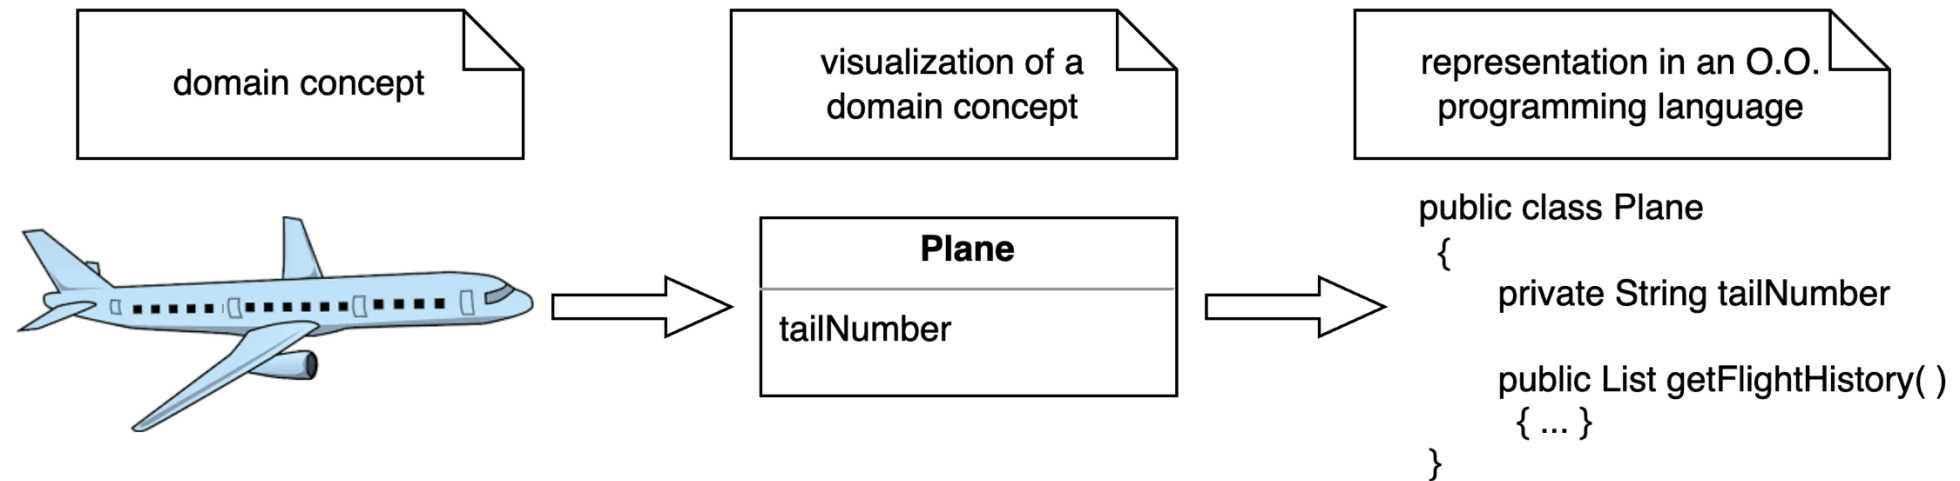 domain concept
visualization of a
domain concept
representation in an O.O.
programming language
Plane
tailNumber
public class Plane
{
private String tailNumber
public List getFlightHistory( )
{ ... }
}